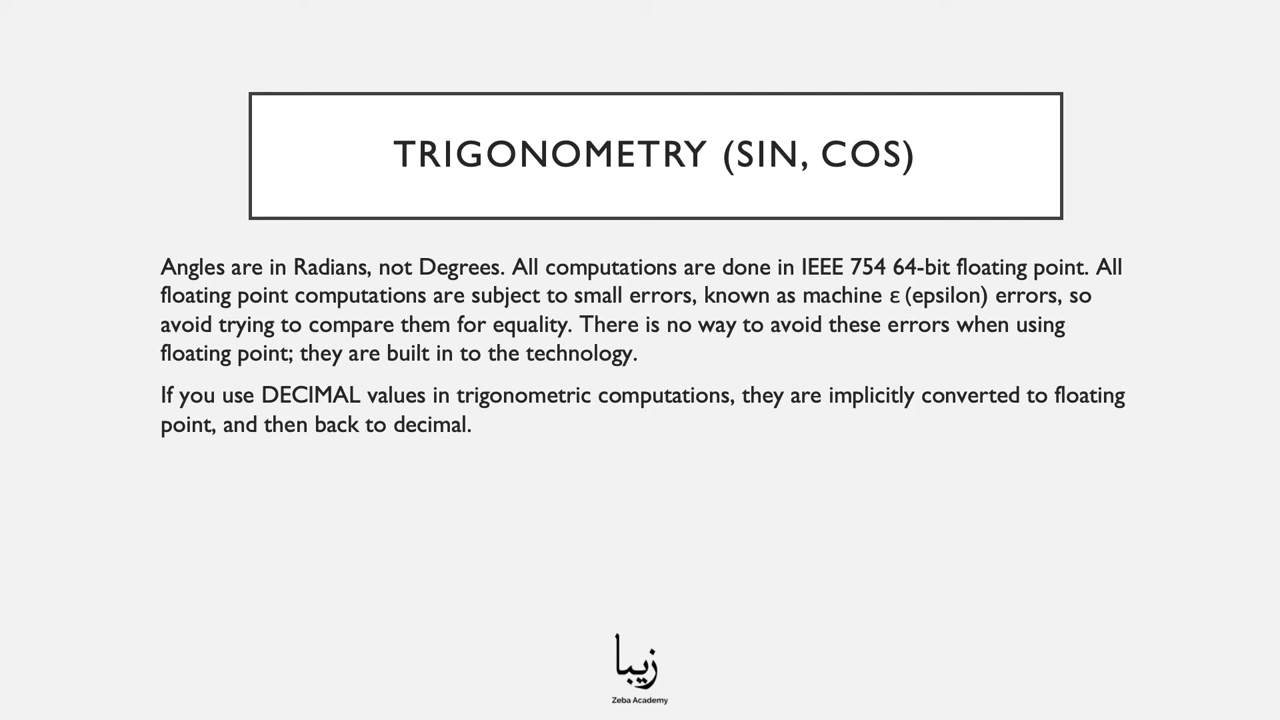 TRIGONOMETRY (SIN, COS)
Angles are in Radians, not Degrees. All computations are done in IEEE 754 64-bit floating point. All
floating point computations are subject to small errors, known as machine ε (epsilon) errors, so
avoid trying to compare them for equality. There is no way to avoid these errors when using
floating point; they are built in to the technology.
If you use DECIMAL values in trigonometric computations, they are implicitly converted to floating
point, and then back to decimal.
زيبا
Zeba Academy